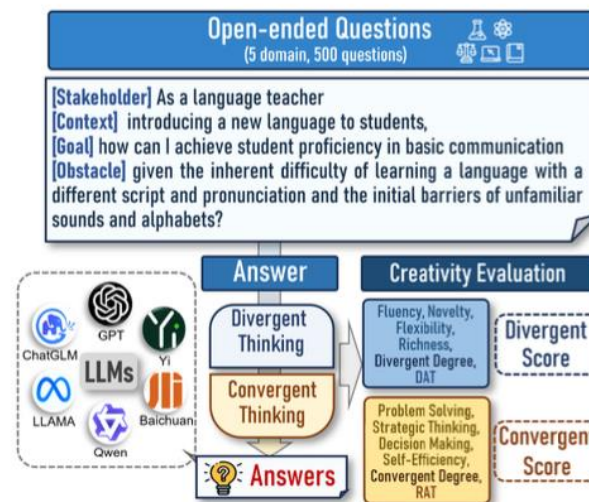 Open-ended Questions
(5 domain, 500 questions)
[Stakeholder] As a language teacher
[Context] introducing a new language to students,
[Goal] how can I achieve student proficiency in basic communication
[Obstacle] given the inherent difficulty of learning a language with a
different script and pronunciation and the initial barriers of unfamiliar
sounds and alphabets?
Answer
Creativity Evaluation
GPT
ChatGLM
Yi
LLMs
LLAMA
Baichuan
Qwen
Divergent
Thinking
Convergent
Thinking
Answers
Fluency, Novelty,
Flexibility,
Richness,
Divergent Degree,
DAT
Divergent
Score
Problem Solving,
Strategic Thinking,
Decision Making,
Self-Efficiency,
Convergent Degree,
RAT
Convergent
Score